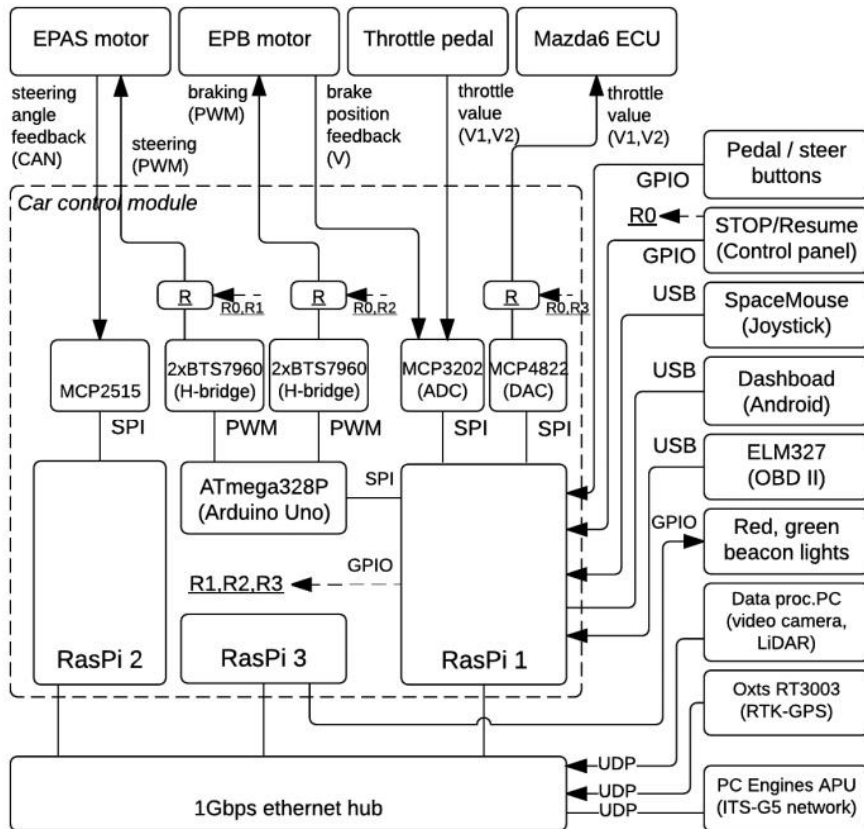 EPAS motor
EPB motor
Throttle pedal
Mazda6 ECU
steering
angle
feedback
(CAN)
steering
(PWM)
braking
(PWM)
brake
position
feedback
(V)
throttle
value
(V1,V2)
throttle
value
(V1,V2)
Pedal / steer
buttons
GPIO
Car control module
R0
STOP/Resume
(Control panel)
GPIO
R
R0,R1
R
R0,R2
R
R0,R3
USB
SpaceMouse
(Joystick)
MCP2515
2xBTS7960
(H-bridge)
2xBTS7960
(H-bridge)
MCP3202
(ADC)
MCP4822
(DAC)
USB
Dashboad
(Android)
SPI
PWM
PWM
SPI
SPI
USB
ELM327
(OBD II)
ATmega328P
(Arduino Uno)
SPI
GPIO
Red, green
beacon lights
GPIO
R1,R2,R3
Data proc.PC
(video camera,
LiDAR)
RasPi 2
RasPi 3
RasPi 1
Oxts RT3003
(RTK-GPS)
UDP
UDP
UDP
PC Engines APU
(ITS-G5 network)
1Gbps ethernet hub